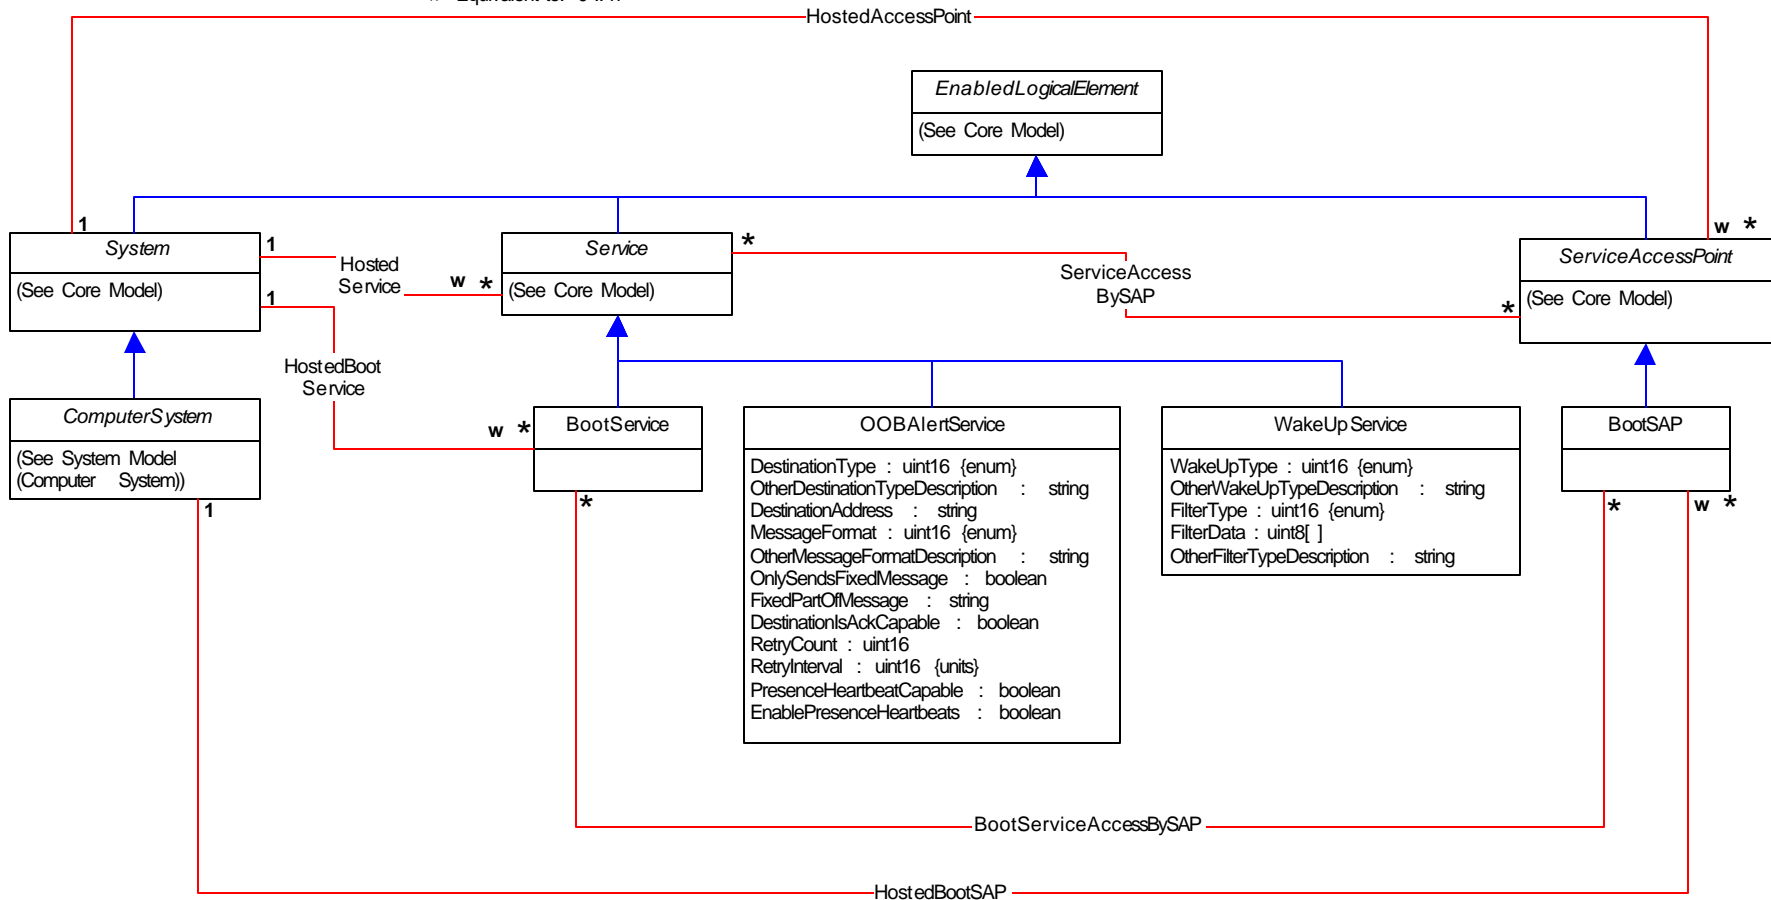 HostedAccessPoint
EnabledLogicalElement
(See Core Model)
1
w *
System
(See Core Model)
1
Hosted
Service
w *
1
Service
(See Core Model)
*
ServiceAccess
BySAP
*
ServiceAccessPoint
(See Core Model)
HostedBoot
Service
w *
ComputerSystem
(See System Model
(Computer System))
1
BootService
*
OOBAlertService
DestinationType : uint16 {enum}
OtherDestinationTypeDescription : string
DestinationAddress : string
MessageFormat : uint16 {enum}
OtherMessageFormatDescription : string
OnlySendsFixedMessage : boolean
FixedPartOfMessage : string
DestinationIsAckCapable : boolean
RetryCount : uint16
RetryInterval : uint16 {units}
PresenceHeartbeatCapable : boolean
EnablePresenceHeartbeats : boolean
WakeUpService
WakeUpType : uint16 {enum}
OtherWakeUpTypeDescription : string
FilterType : uint16 {enum}
FilterData : uint8[ ]
OtherFilterTypeDescription : string
BootSAP
*
w *
BootServiceAccessBySAP
HostedBootSAP